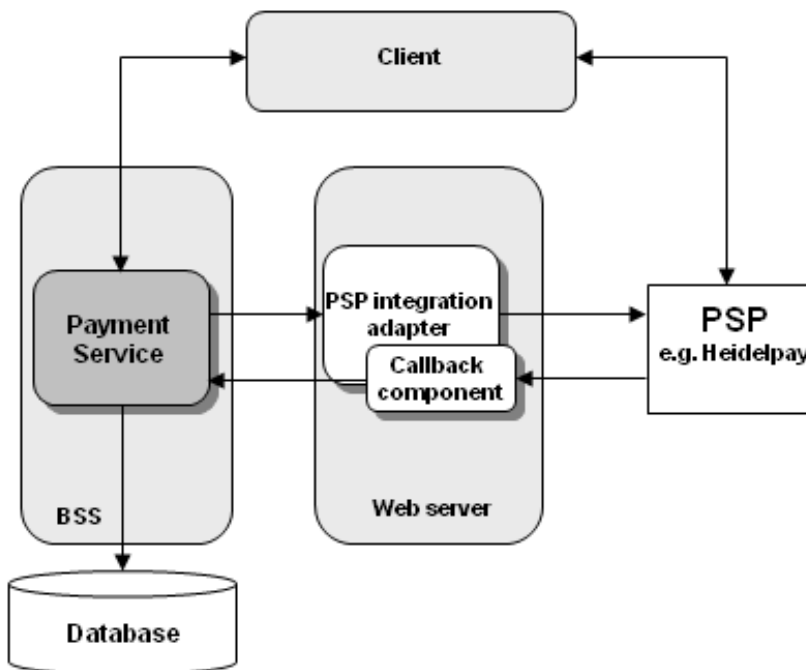 Client
Payment
Service
PSP integration
adapter
Callback
component
PSP
e.g. Heidelpay
BSS
Web server
Database